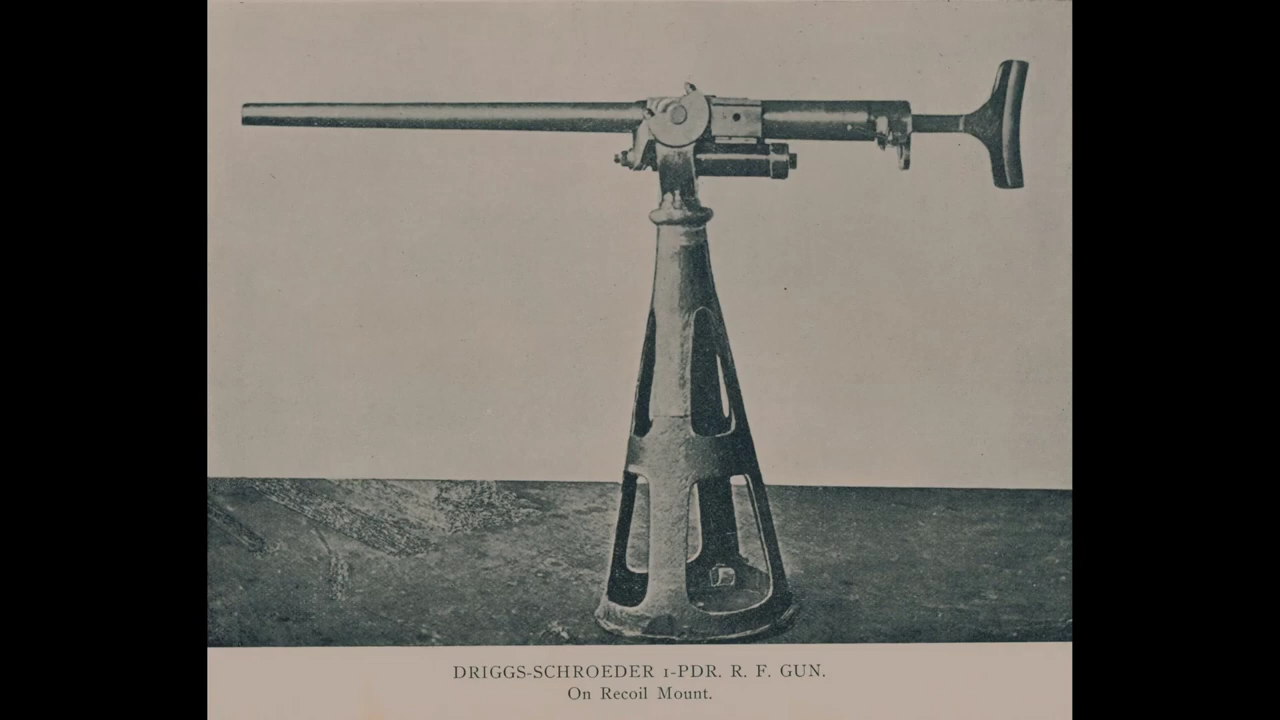 DRIGGS-SCHROEDER 1-PDR. R. F. GUN.
On Recoil Mount.